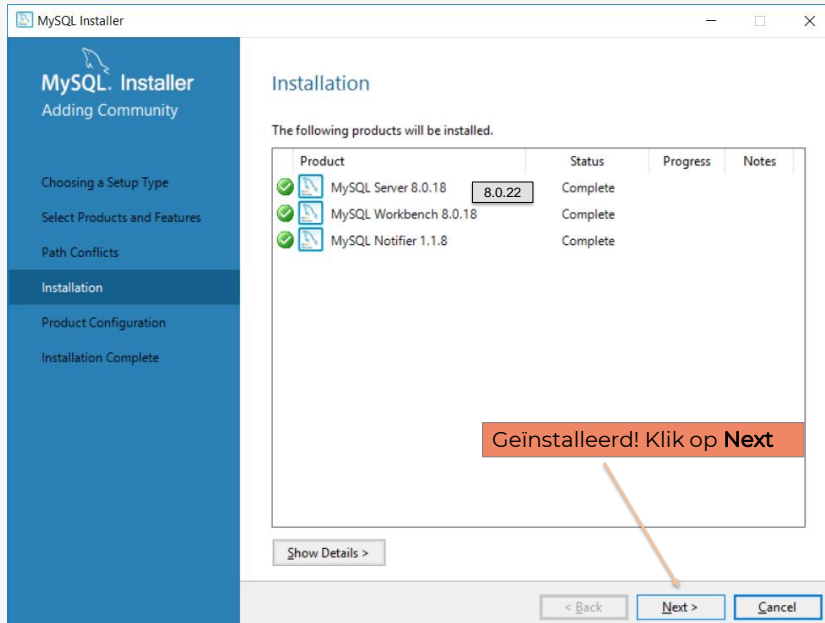 MySQL Installer
MySQL. Installer
Adding Community
Choosing a Setup Type
Select Products and Features
Path Conflicts
Installation
Product Configuration
Installation Complete
Installation
The following products will be installed.
Product Status Progress Notes
MySQL Server 8.0.18 8.0.22 Complete
MySQL Workbench 8.0.18 Complete
MySQL Notifier 1.1.8 Complete
Geïnstalleerd! Klik op Next
Show Details >
< Back Next > Cancel